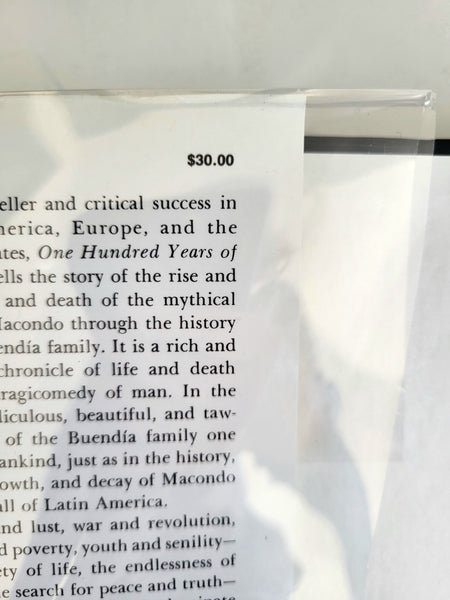 $30.00
eller and critical success in
nerica, Europe, and the
ates, One Hundred Years of
ells the story of the rise and
and death of the mythical
Macondo through the history
endía family. It is a rich and
chronicle of life and death
ragicomedy of man. In the
diculous, beautiful, and taw-
of the Buendía family one
ankind, just as in the history,
owth, and decay of Macondo
all of Latin America.
nd lust, war and revolution,
d poverty, youth and senility—
ety of life, the endlessness of
e search for peace and truth—